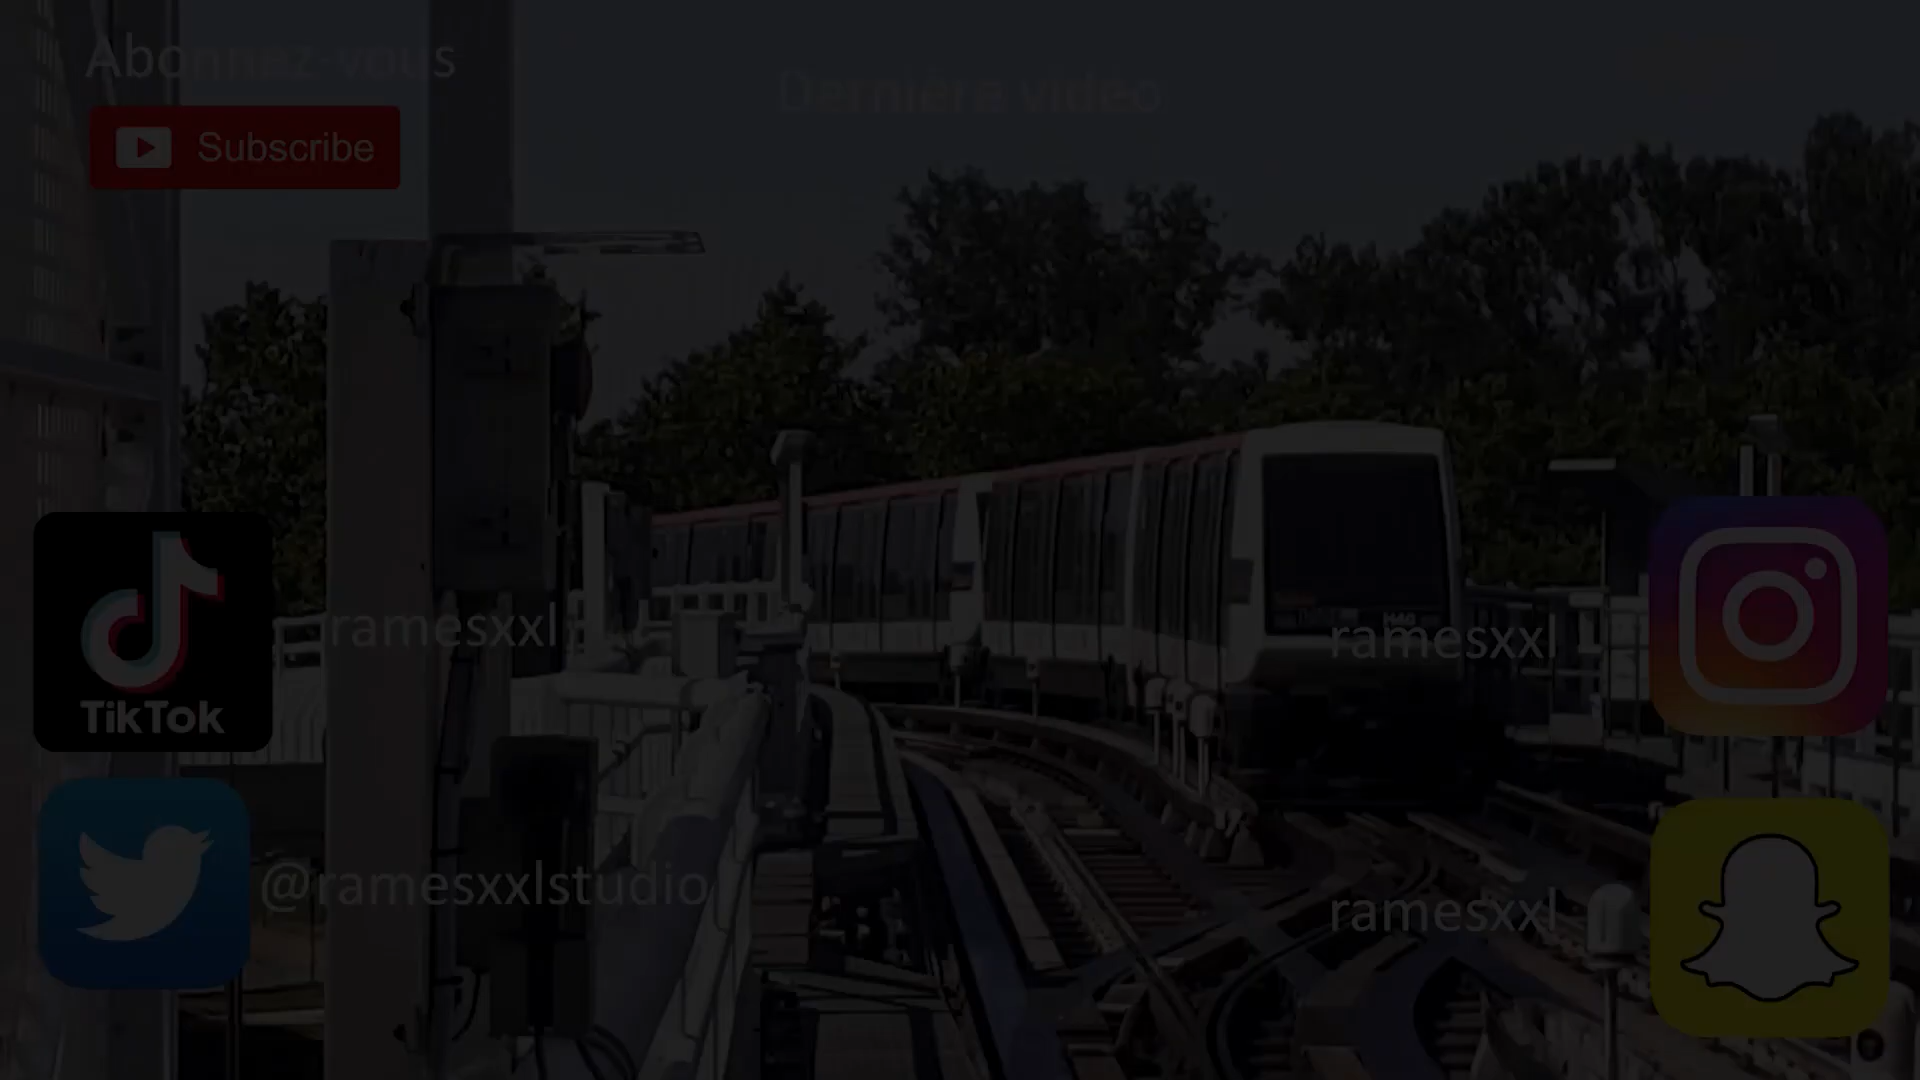 Abonnez-vous
Dernière vidéo
Subscribe
ramesxxl
ramesxxl
TikTok
@ramesxxlstudio
ramesxxl